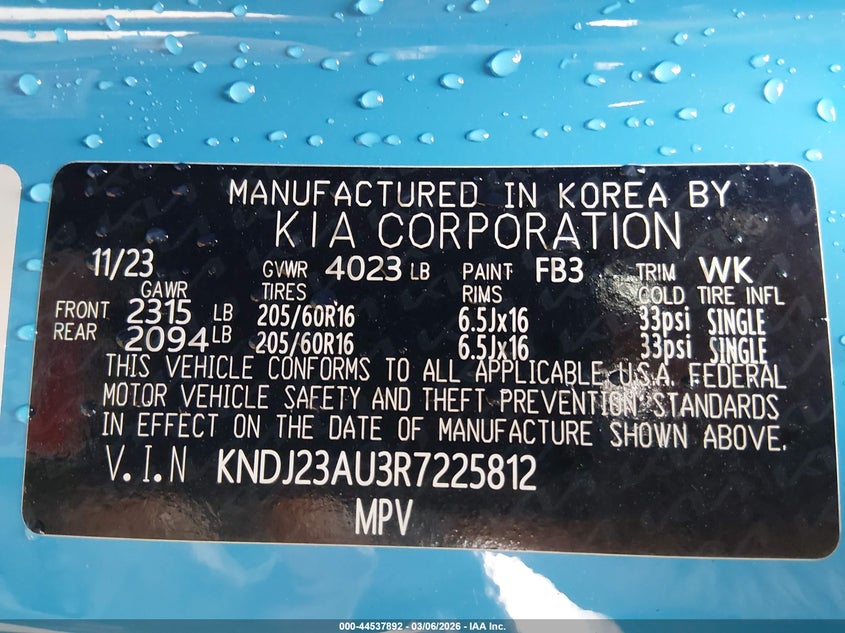 MANUFACTURED IN KOREA BY
KIA CORPORATION
11/23 GVWR 4023 LB PAINT FB3 TRIM WK
GAWR TIRES RIMS COLD TIRE INFL
FRONT 2315 LB 205/60R16 6.5Jx16 33psi SINGLE
REAR 2094 LB 205/60R16 6.5Jx16 33psi SINGLE
THIS VEHICLE CONFORMS TO ALL APPLICABLE U.S.A. FEDERAL
MOTOR VEHICLE SAFETY AND THEFT PREVENTION STANDARDS
IN EFFECT ON THE DATE OF MANUFACTURE SHOWN ABOVE.
V.I.N KNDJ23AU3R7225812
MPV
000-44537892 - 03/06/2026 - IAA Inc.